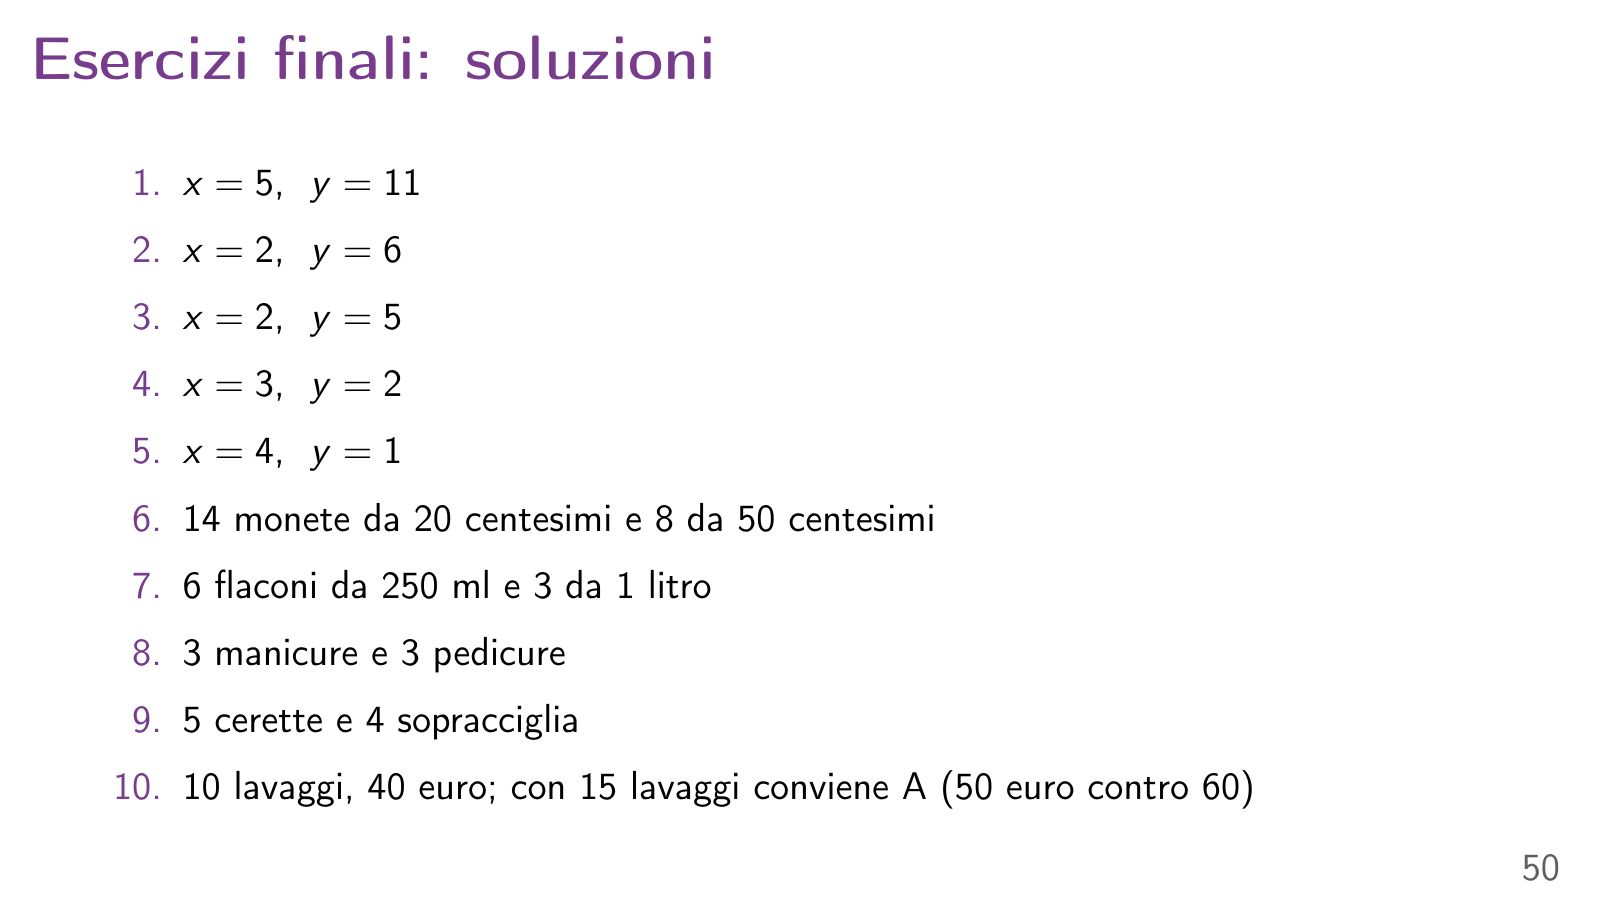 Esercizi finali: soluzioni
1. x = 5, y = 11
2. x = 2, y = 6
3. x = 2, y = 5
4. x = 3, y = 2
5. x = 4, y = 1
6. 14 monete da 20 centesimi e 8 da 50 centesimi
7. 6 flaconi da 250 ml e 3 da 1 litro
8. 3 manicure e 3 pedicure
9. 5 cerette e 4 sopracciglia
10. 10 lavaggi, 40 euro; con 15 lavaggi conviene A (50 euro contro 60)
50